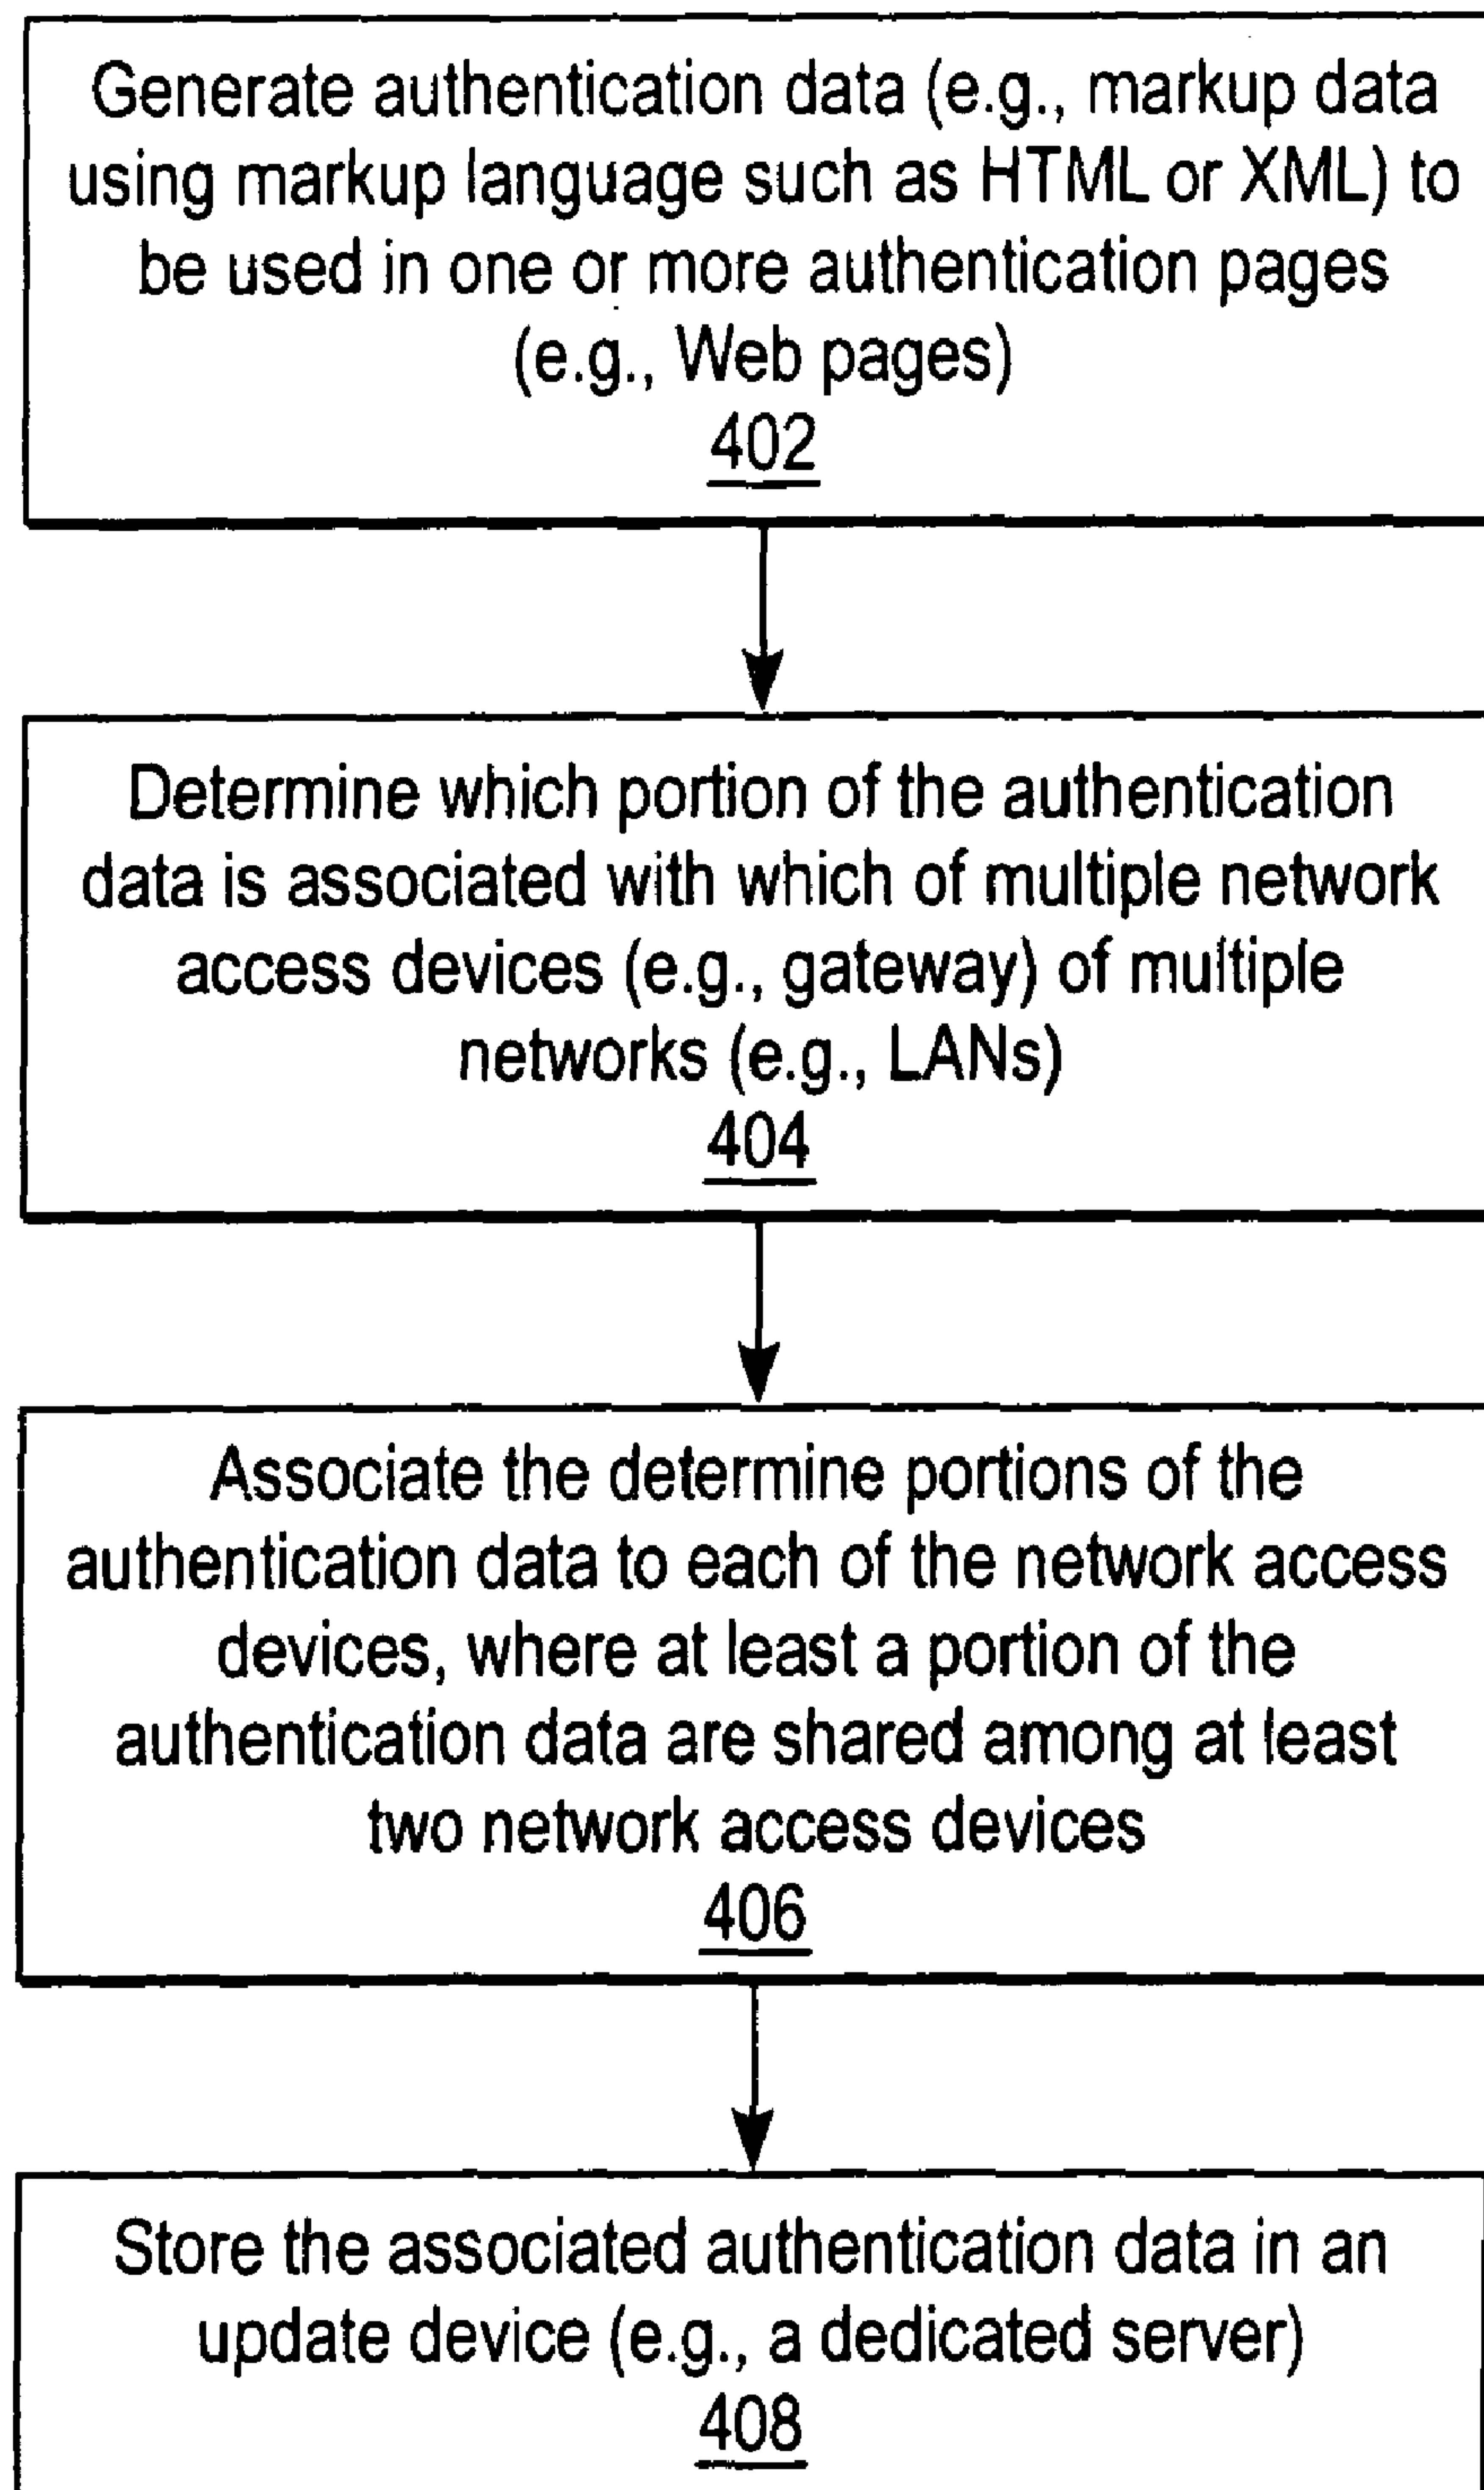 Generate authentication data (e.g., markup data
using markup language such as HTML or XML) to
be used in one or more authentication pages
(e.g., Web pages)
402
Determine which portion of the authentication
data is associated with which of multiple network
access devices (e.g., gateway) of multiple
networks (e.g., LANs)
404
Associate the determine portions of the
authentication data to each of the network access
devices, where at least a portion of the
authentication data are shared among at least
two network access devices
406
Store the associated authentication data in an
update device (e.g., a dedicated server)
408